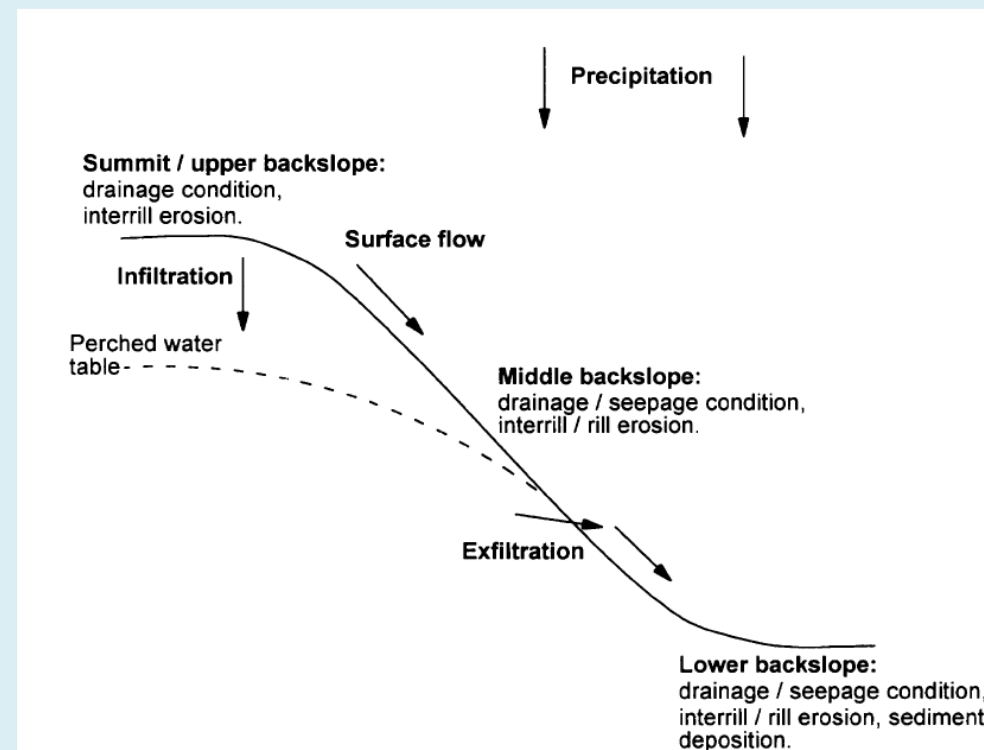 Precipitation
Summit / upper backslope:
drainage condition,
interrill erosion.
Surface flow
Infiltration
Perched water
table-
Middle backslope:
drainage / seepage condition,
interrill / rill erosion.
Exfiltration
Lower backslope:
drainage / seepage condition,
interrill / rill erosion, sediment
deposition.